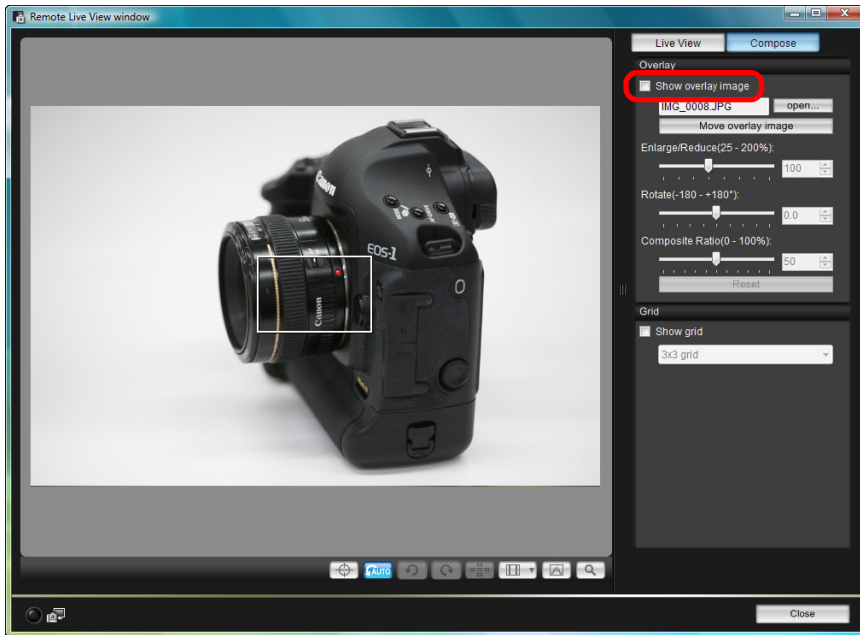 Remote Live View window
Live View Compose
Overlay
Show overlay image
IMG_0008.JPG open...
Move overlay image
Enlarge/Reduce(25 - 200%):
100
Rotate(-180 - +180°):
0.0
Composite Ratio(0 - 100%):
50
Reset
Grid
Show grid
3x3 grid
Canon
EOS-1
Canon
AUTO
Close